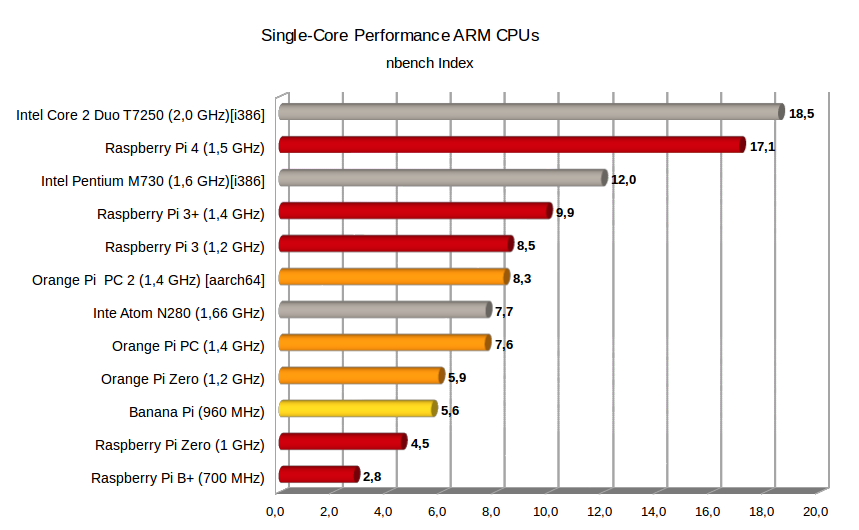 Single-Core Performance ARM CPUs
nbench Index
Intel Core 2 Duo T7250 (2,0 GHz)[i386] 18,5
Raspberry Pi 4 (1,5 GHz) 17,1
Intel Pentium M730 (1,6 GHz)[i386] 12,0
Raspberry Pi 3+ (1,4 GHz) 9,9
Raspberry Pi 3 (1,2 GHz) 8,5
Orange Pi  PC 2 (1,4 GHz) [aarch64] 8,3
Inte Atom N280 (1,66 GHz) 7,7
Orange Pi PC (1,4 GHz) 7,6
Orange Pi Zero (1,2 GHz) 5,9
Banana Pi (960 MHz) 5,6
Raspberry Pi Zero (1 GHz) 4,5
Raspberry Pi B+ (700 MHz) 2,8
0,0 2,0 4,0 6,0 8,0 10,0 12,0 14,0 16,0 18,0 20,0